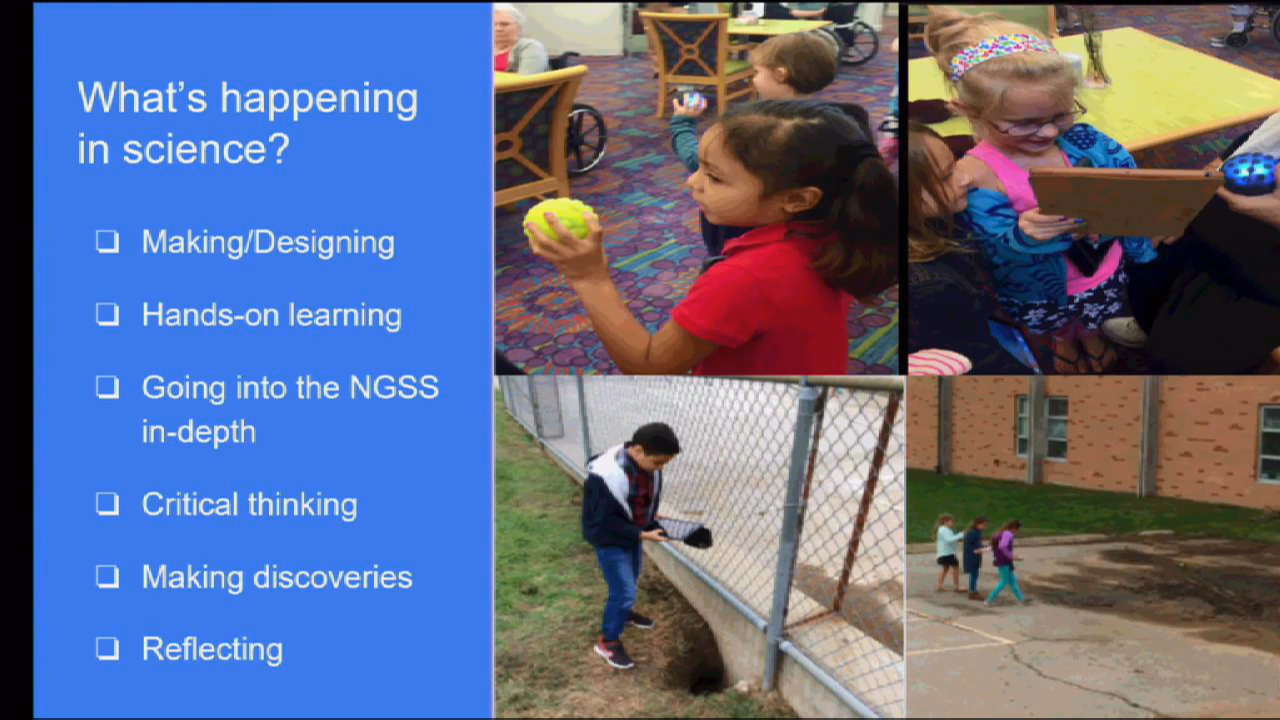 What's happening
in science?
❏ Making/Designing
❏ Hands-on learning
❏ Going into the NGSS
in-depth
❏ Critical thinking
❏ Making discoveries
❏ Reflecting